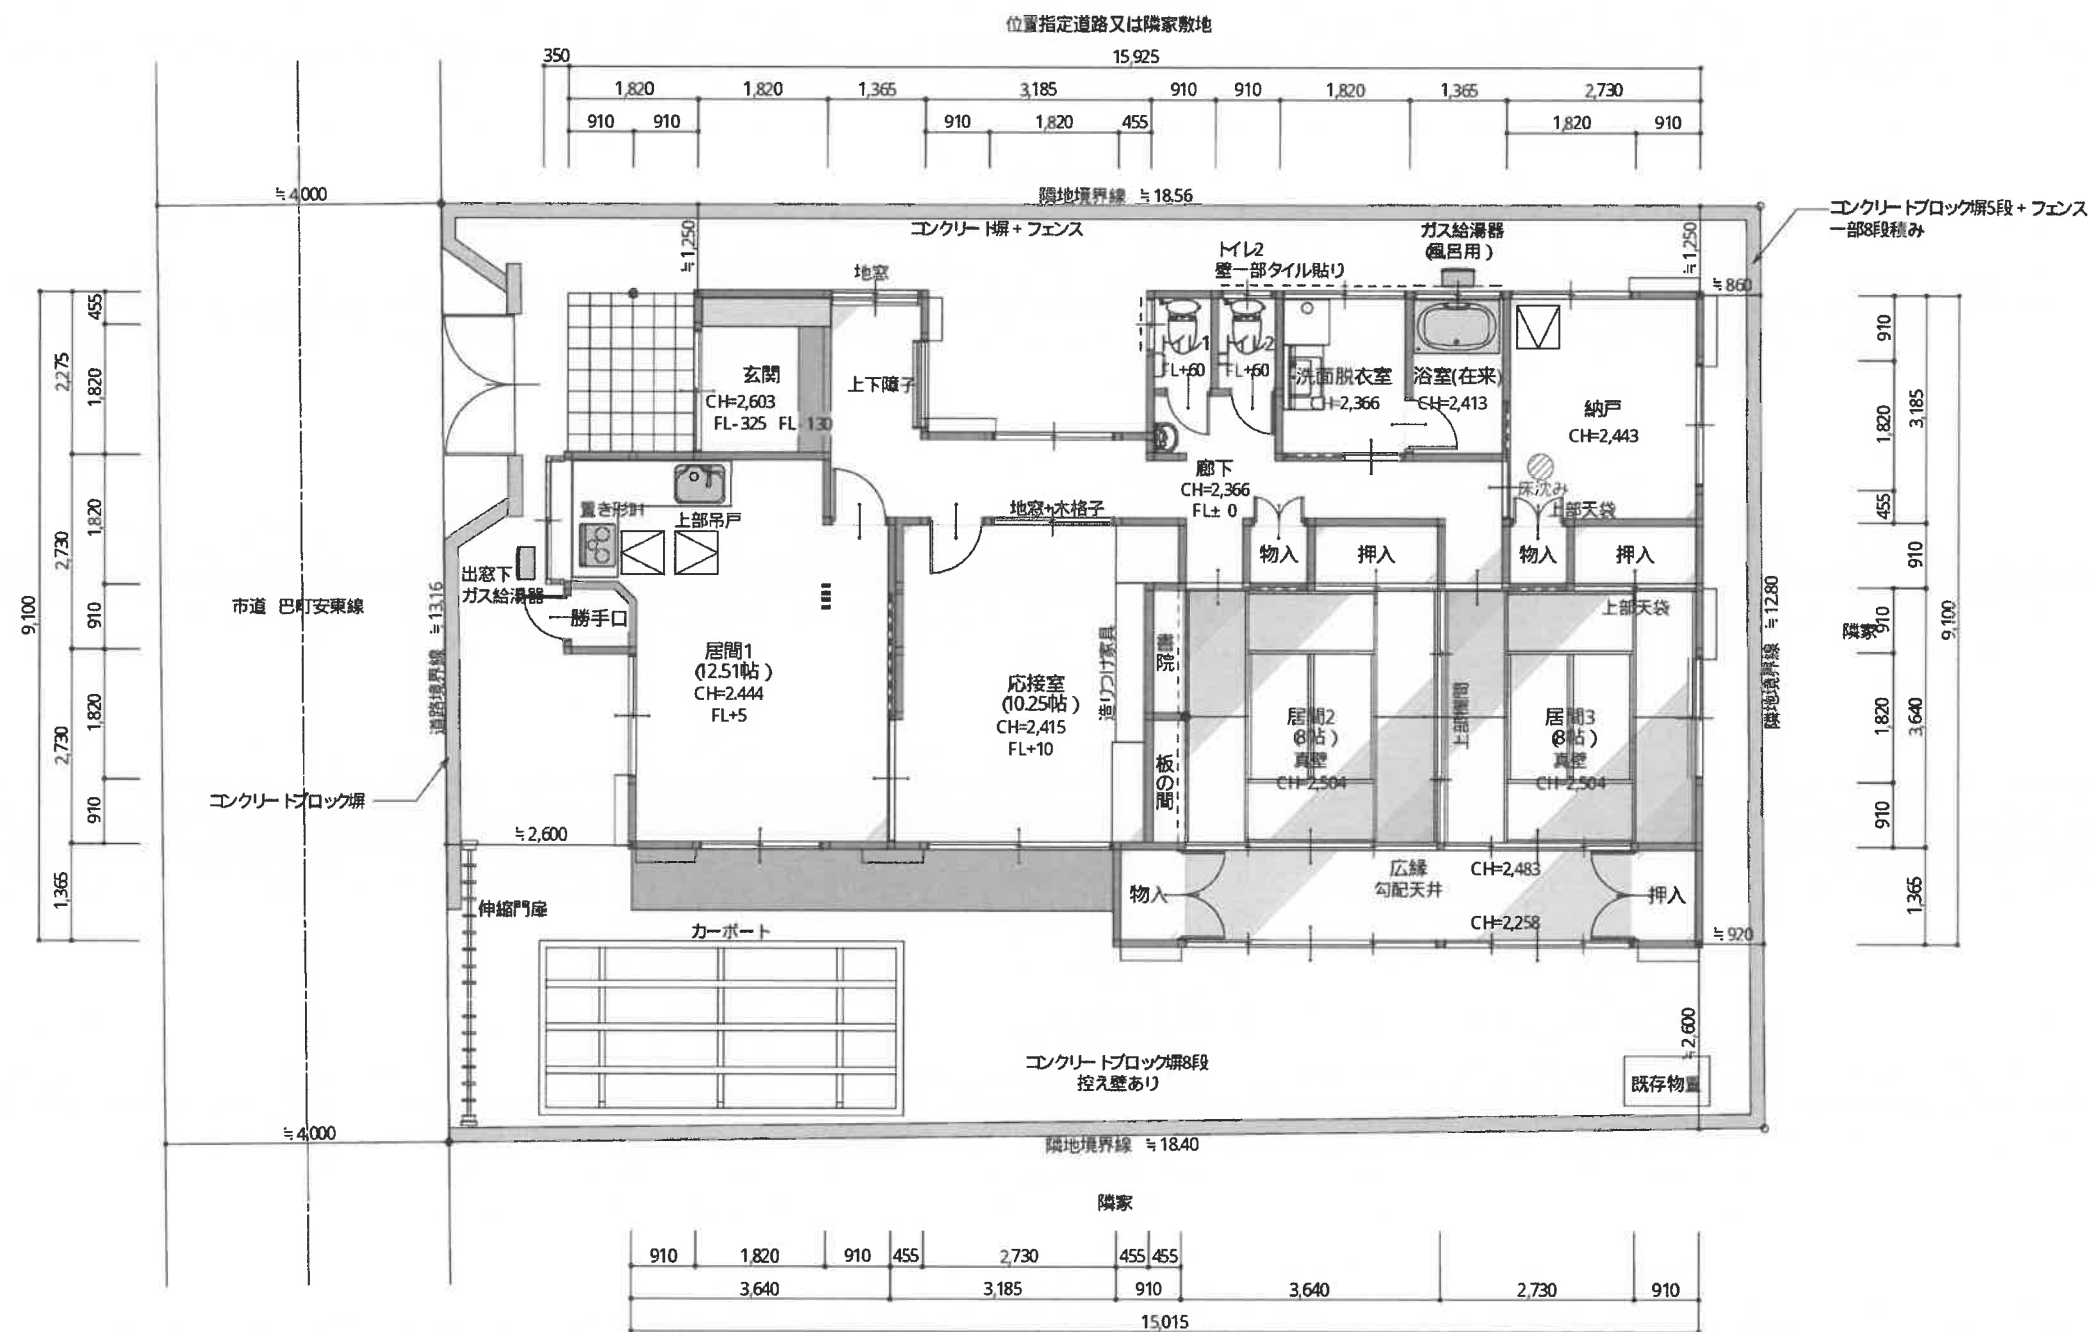 位置指定道路又は隣家敷地
350
15,925
1,820
1,820
1,365
3,185
910
910
1,820
1,365
2,730
910
910
910
1,820
455
1,820
910
≒4,000
隣地境界線 ≒18.56
コンクリートブロック塀5段 + フェンス
一部8段積み
コンクリート塀 + フェンス
≒1,250
≒1,250
≒860
地窓
トイレ2
壁一部タイル貼り
ガス給湯器
(風呂用)
玄関
CH=2,603
FL-325
FL-130
上下障子
トイレ1
FL+60
トイレ2
FL+60
洗面脱衣室
CH=2,366
浴室(在来)
CH=2,413
納戸
CH=2,443
床沈み
上部天袋
廊下
CH=2,366
FL± 0
地窓+木格子
置き形IH
上部吊戸
出窓下
ガス給湯器
勝手口
物入
押入
物入
押入
上部天袋
市道 巴町安東線
道路境界線 ≒13.16
隣地境界線 ≒12.80
隣家
居間1
(12.51帖)
CH=2.444
FL+5
応接室
(10.25帖)
CH=2,415
FL+10
造りつけ家具
書院
板の間
居間2
(8帖)
真壁
CH=2,504
上部欄間
居間3
(8帖)
真壁
CH=2,504
コンクリートブロック塀
≒2,600
伸縮門扉
カーポート
物入
広縁
勾配天井
CH=2,483
CH=2,258
押入
≒920
≒2,600
コンクリートブロック塀8段
控え壁あり
既存物置
≒4,000
隣地境界線 ≒18.40
隣家
9,100
2,275
2,730
2,730
1,365
455
1,820
1,820
910
1,820
910
910
1,820
455
910
1,820
910
3,185
910
3,640
1,365
9,100
910
1,820
910
455
2,730
455
455
3,640
3,185
910
3,640
2,730
910
15,015